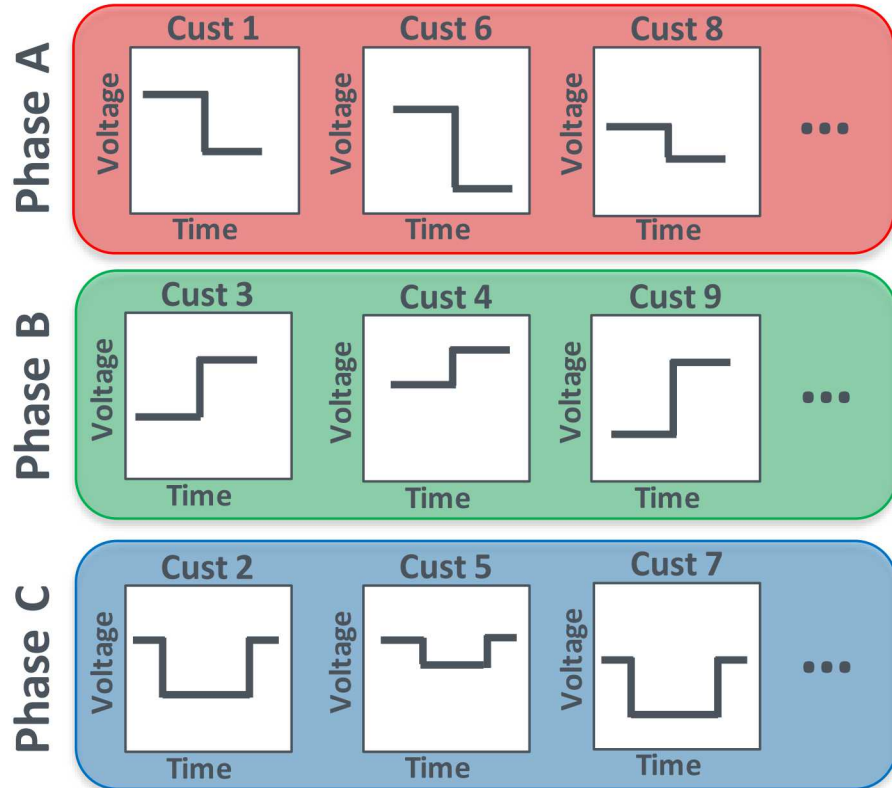 Phase A
Cust 1
Voltage
Time
Cust 6
Voltage
Time
Cust 8
Voltage
Time
...
Phase B
Cust 3
Voltage
Time
Cust 4
Voltage
Time
Cust 9
Voltage
Time
...
Phase C
Cust 2
Voltage
Time
Cust 5
Voltage
Time
Cust 7
Voltage
Time
...